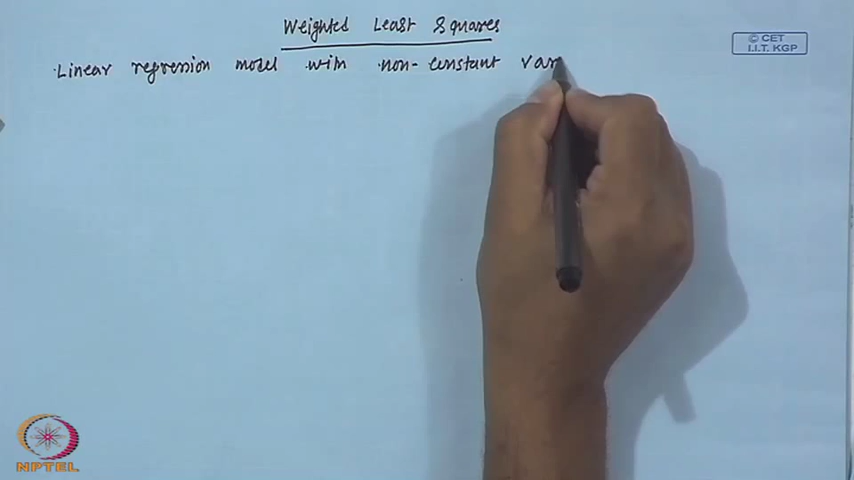 Weighted Least Squares
© CET
I.I.T. KGP
Linear regression model with non-constant var
NPTEL